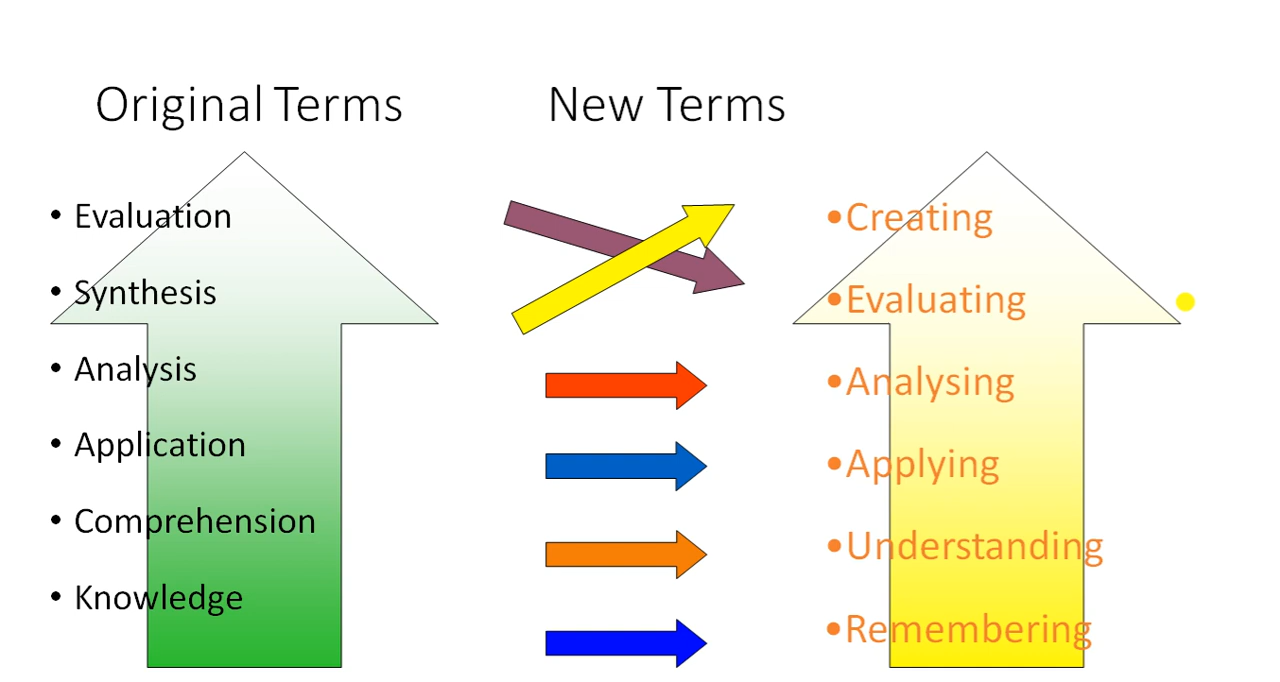 Original Terms
New Terms
• Evaluation
• Synthesis
• Analysis
• Application
• Comprehension
• Knowledge
•Creating
•Evaluating
•Analysing
•Applying
•Understanding
•Remembering